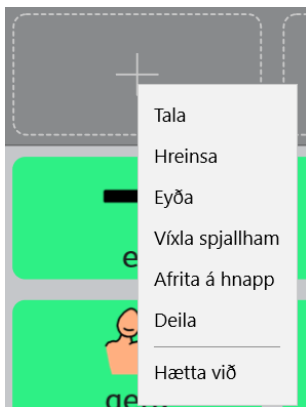 Tala
Hreinsa
Eyða
Víxla spjallham
Afrita á hnapp
Deila
Hætta við